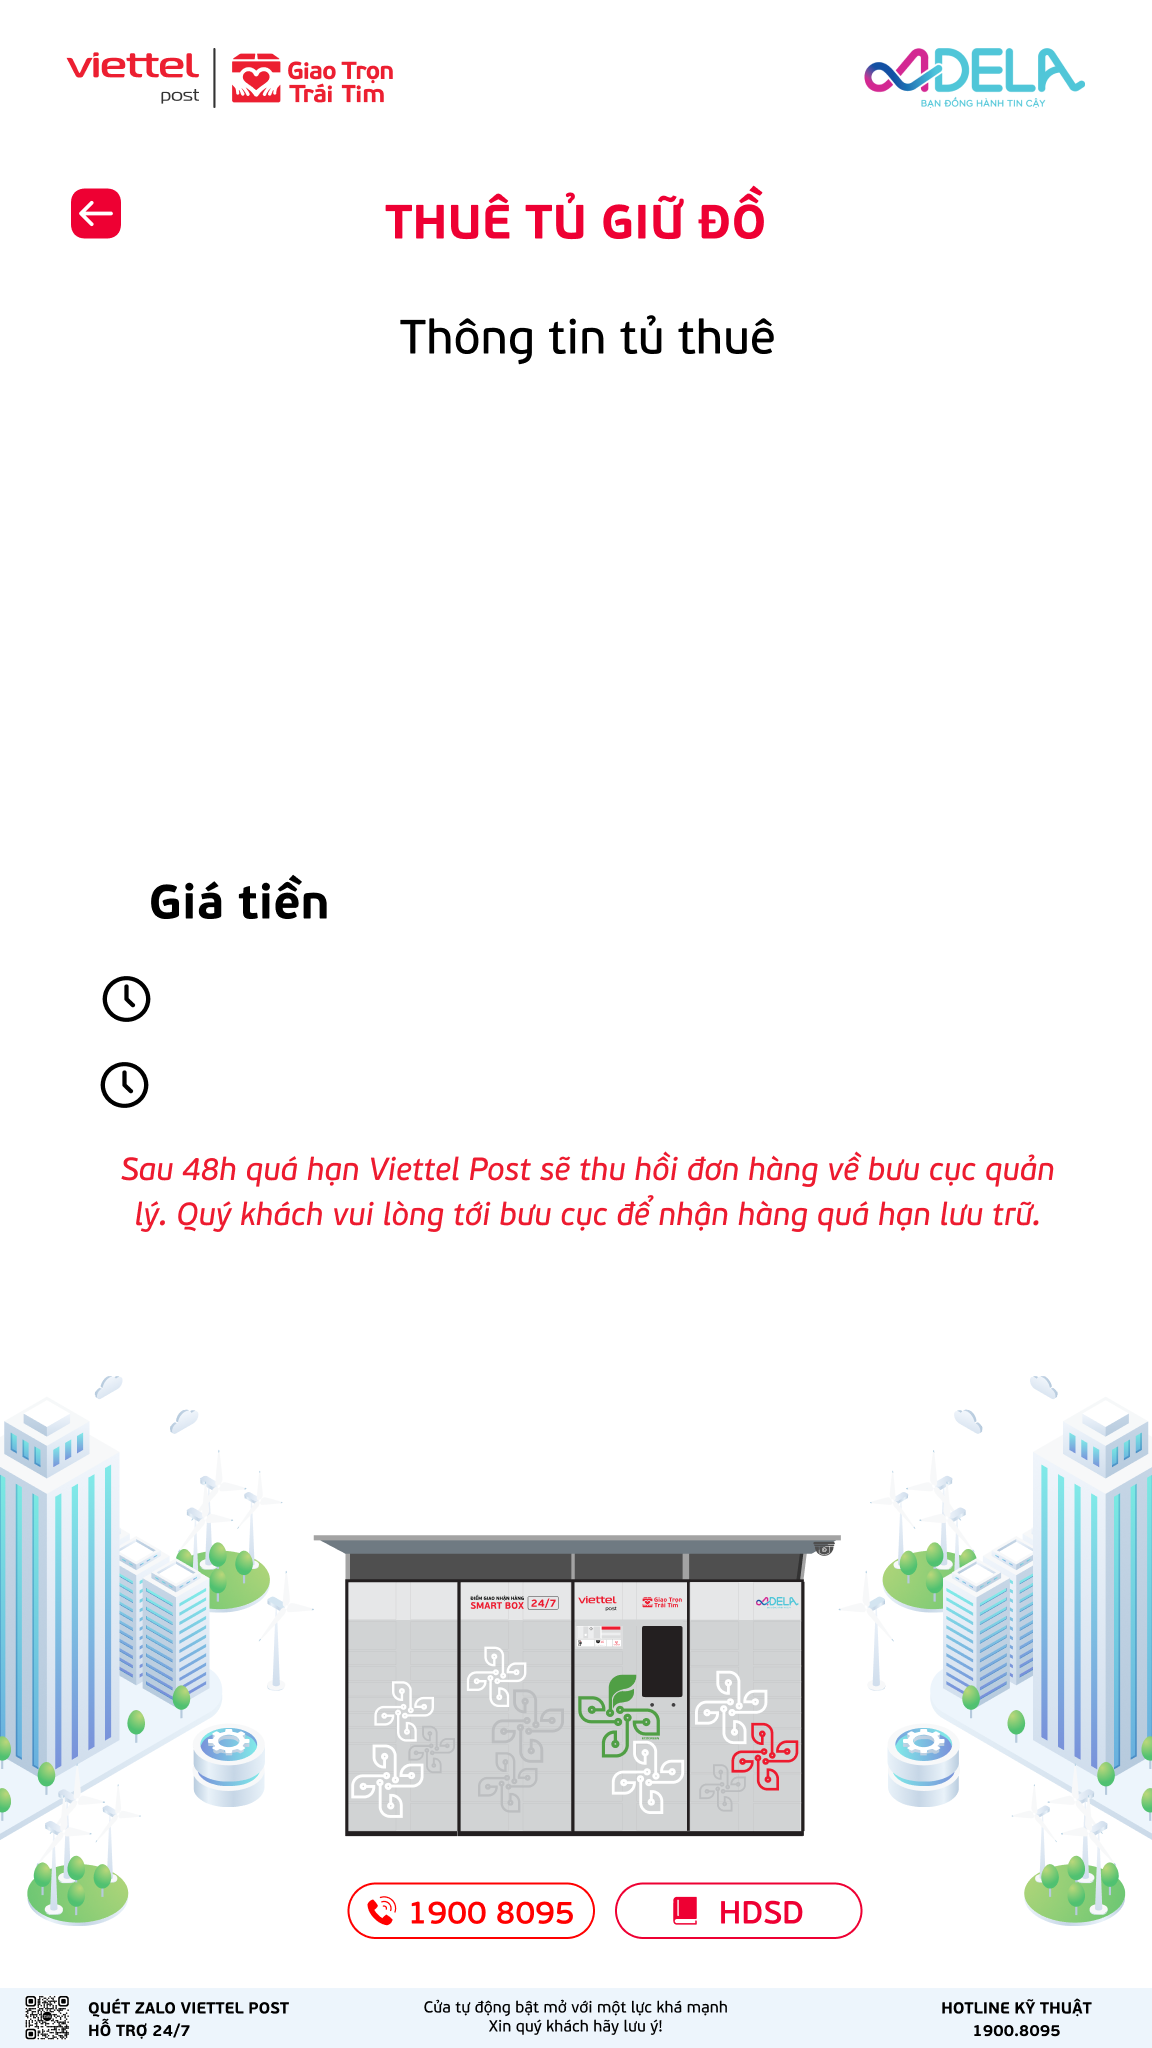 viettel
post
Giao Trọn
Trái Tim
ADELA
BẠN ĐỒNG HÀNH TIN CẬY
THUÊ TỦ GIỮ ĐỒ
Thông tin tủ thuê
Giá tiền
Sau 48h quá hạn Viettel Post sẽ thu hồi đơn hàng về bưu cục quản
lý. Quý khách vui lòng tới bưu cục để nhận hàng quá hạn lưu trữ.
ĐIỂM GIAO NHẬN HÀNG
SMART BOX 24/7
viettel
post
Giao Trọn
Trái Tim
ADELA
1900 8095
HDSD
QUÉT ZALO VIETTEL POST
HỖ TRỢ 24/7
Cửa tự động bật mở với một lực khá mạnh
Xin quý khách hãy lưu ý!
HOTLINE KỸ THUẬT
1900.8095